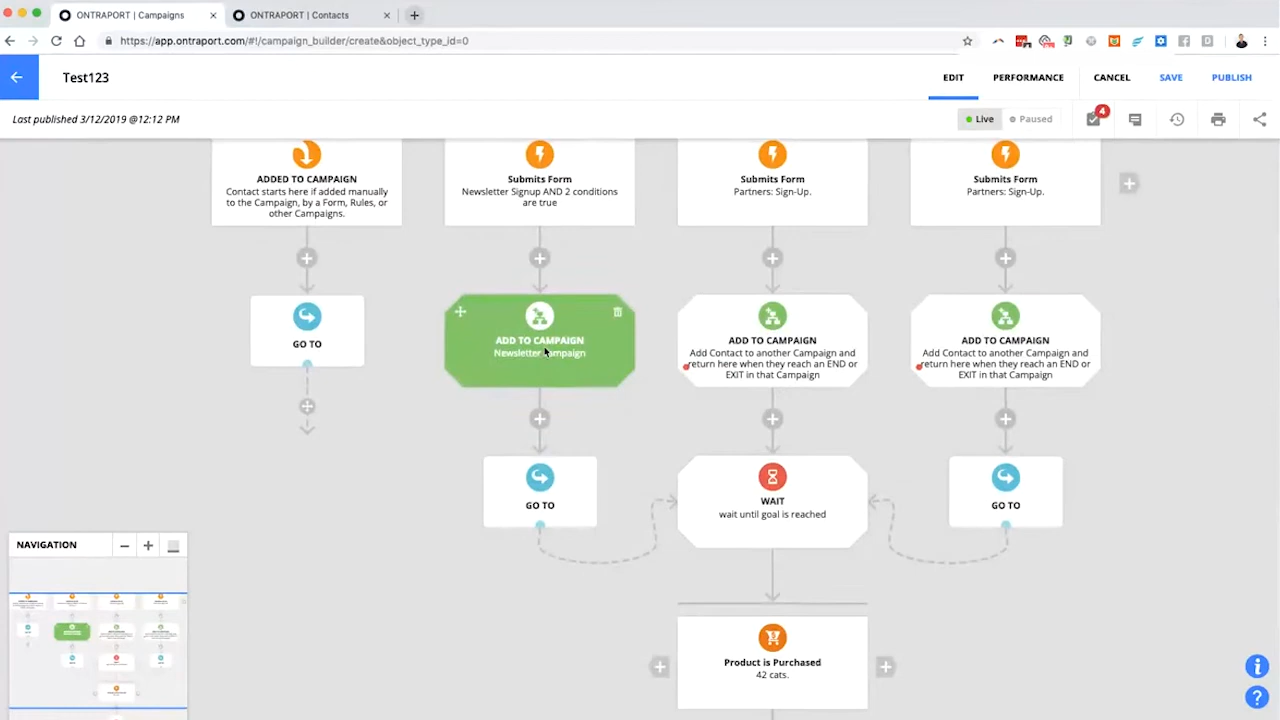 ONTRAPORT | Campaigns
ONTRAPORT | Contacts
https://app.ontraport.com/#!/campaign_builder/create&object_type_id=0
Test123
EDIT
PERFORMANCE
CANCEL
SAVE
PUBLISH
Last published 3/12/2019 @12:12 PM
Live
Paused
4
ADDED TO CAMPAIGN
Contact starts here if added manually
to the Campaign, by a Form, Rules, or
other Campaigns.
Submits Form
Newsletter Signup AND 2 conditions
are true
Submits Form
Partners: Sign-Up.
Submits Form
Partners: Sign-Up.
GO TO
ADD TO CAMPAIGN
Newsletter Campaign
ADD TO CAMPAIGN
Add Contact to another Campaign and
return here when they reach an END or
EXIT in that Campaign
ADD TO CAMPAIGN
Add Contact to another Campaign and
return here when they reach an END or
EXIT in that Campaign
GO TO
WAIT
wait until goal is reached
GO TO
NAVIGATION
Product is Purchased
42 cats.